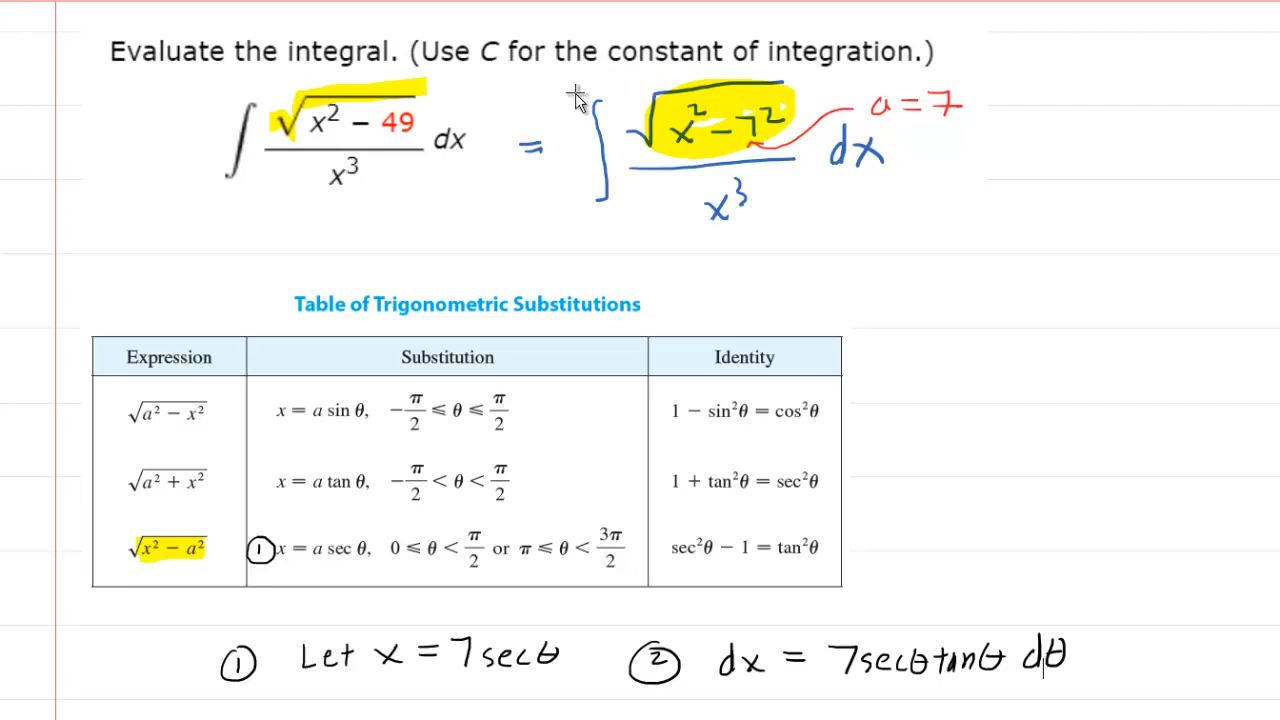 Evaluate the integral. (Use C for the constant of integration.)
∫ √(x² − 49) / x³ dx = ∫ √(x² − 7²) / x³ dx a = 7
Table of Trigonometric Substitutions
Expression Substitution Identity
√(a² − x²) x = a sin θ, −π/2 ⩽ θ ⩽ π/2 1 − sin²θ = cos²θ
√(a² + x²) x = a tan θ, −π/2 < θ < π/2 1 + tan²θ = sec²θ
√(x² − a²) ① x = a sec θ, 0 ⩽ θ < π/2 or π ⩽ θ < 3π/2 sec²θ − 1 = tan²θ
① Let x = 7secθ ② dx = 7secθtanθ dθ